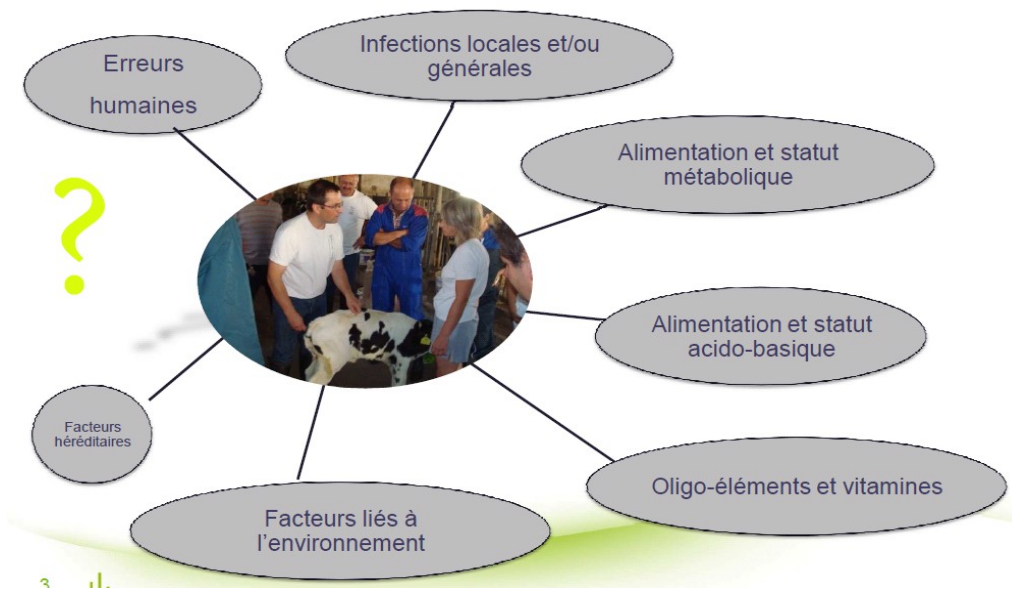 Erreurs
humaines
Infections locales et/ou
générales
Alimentation et statut
métabolique
?
Alimentation et statut
acido-basique
Facteurs
héréditaires
Oligo-éléments et vitamines
Facteurs liés à
l'environnement
3